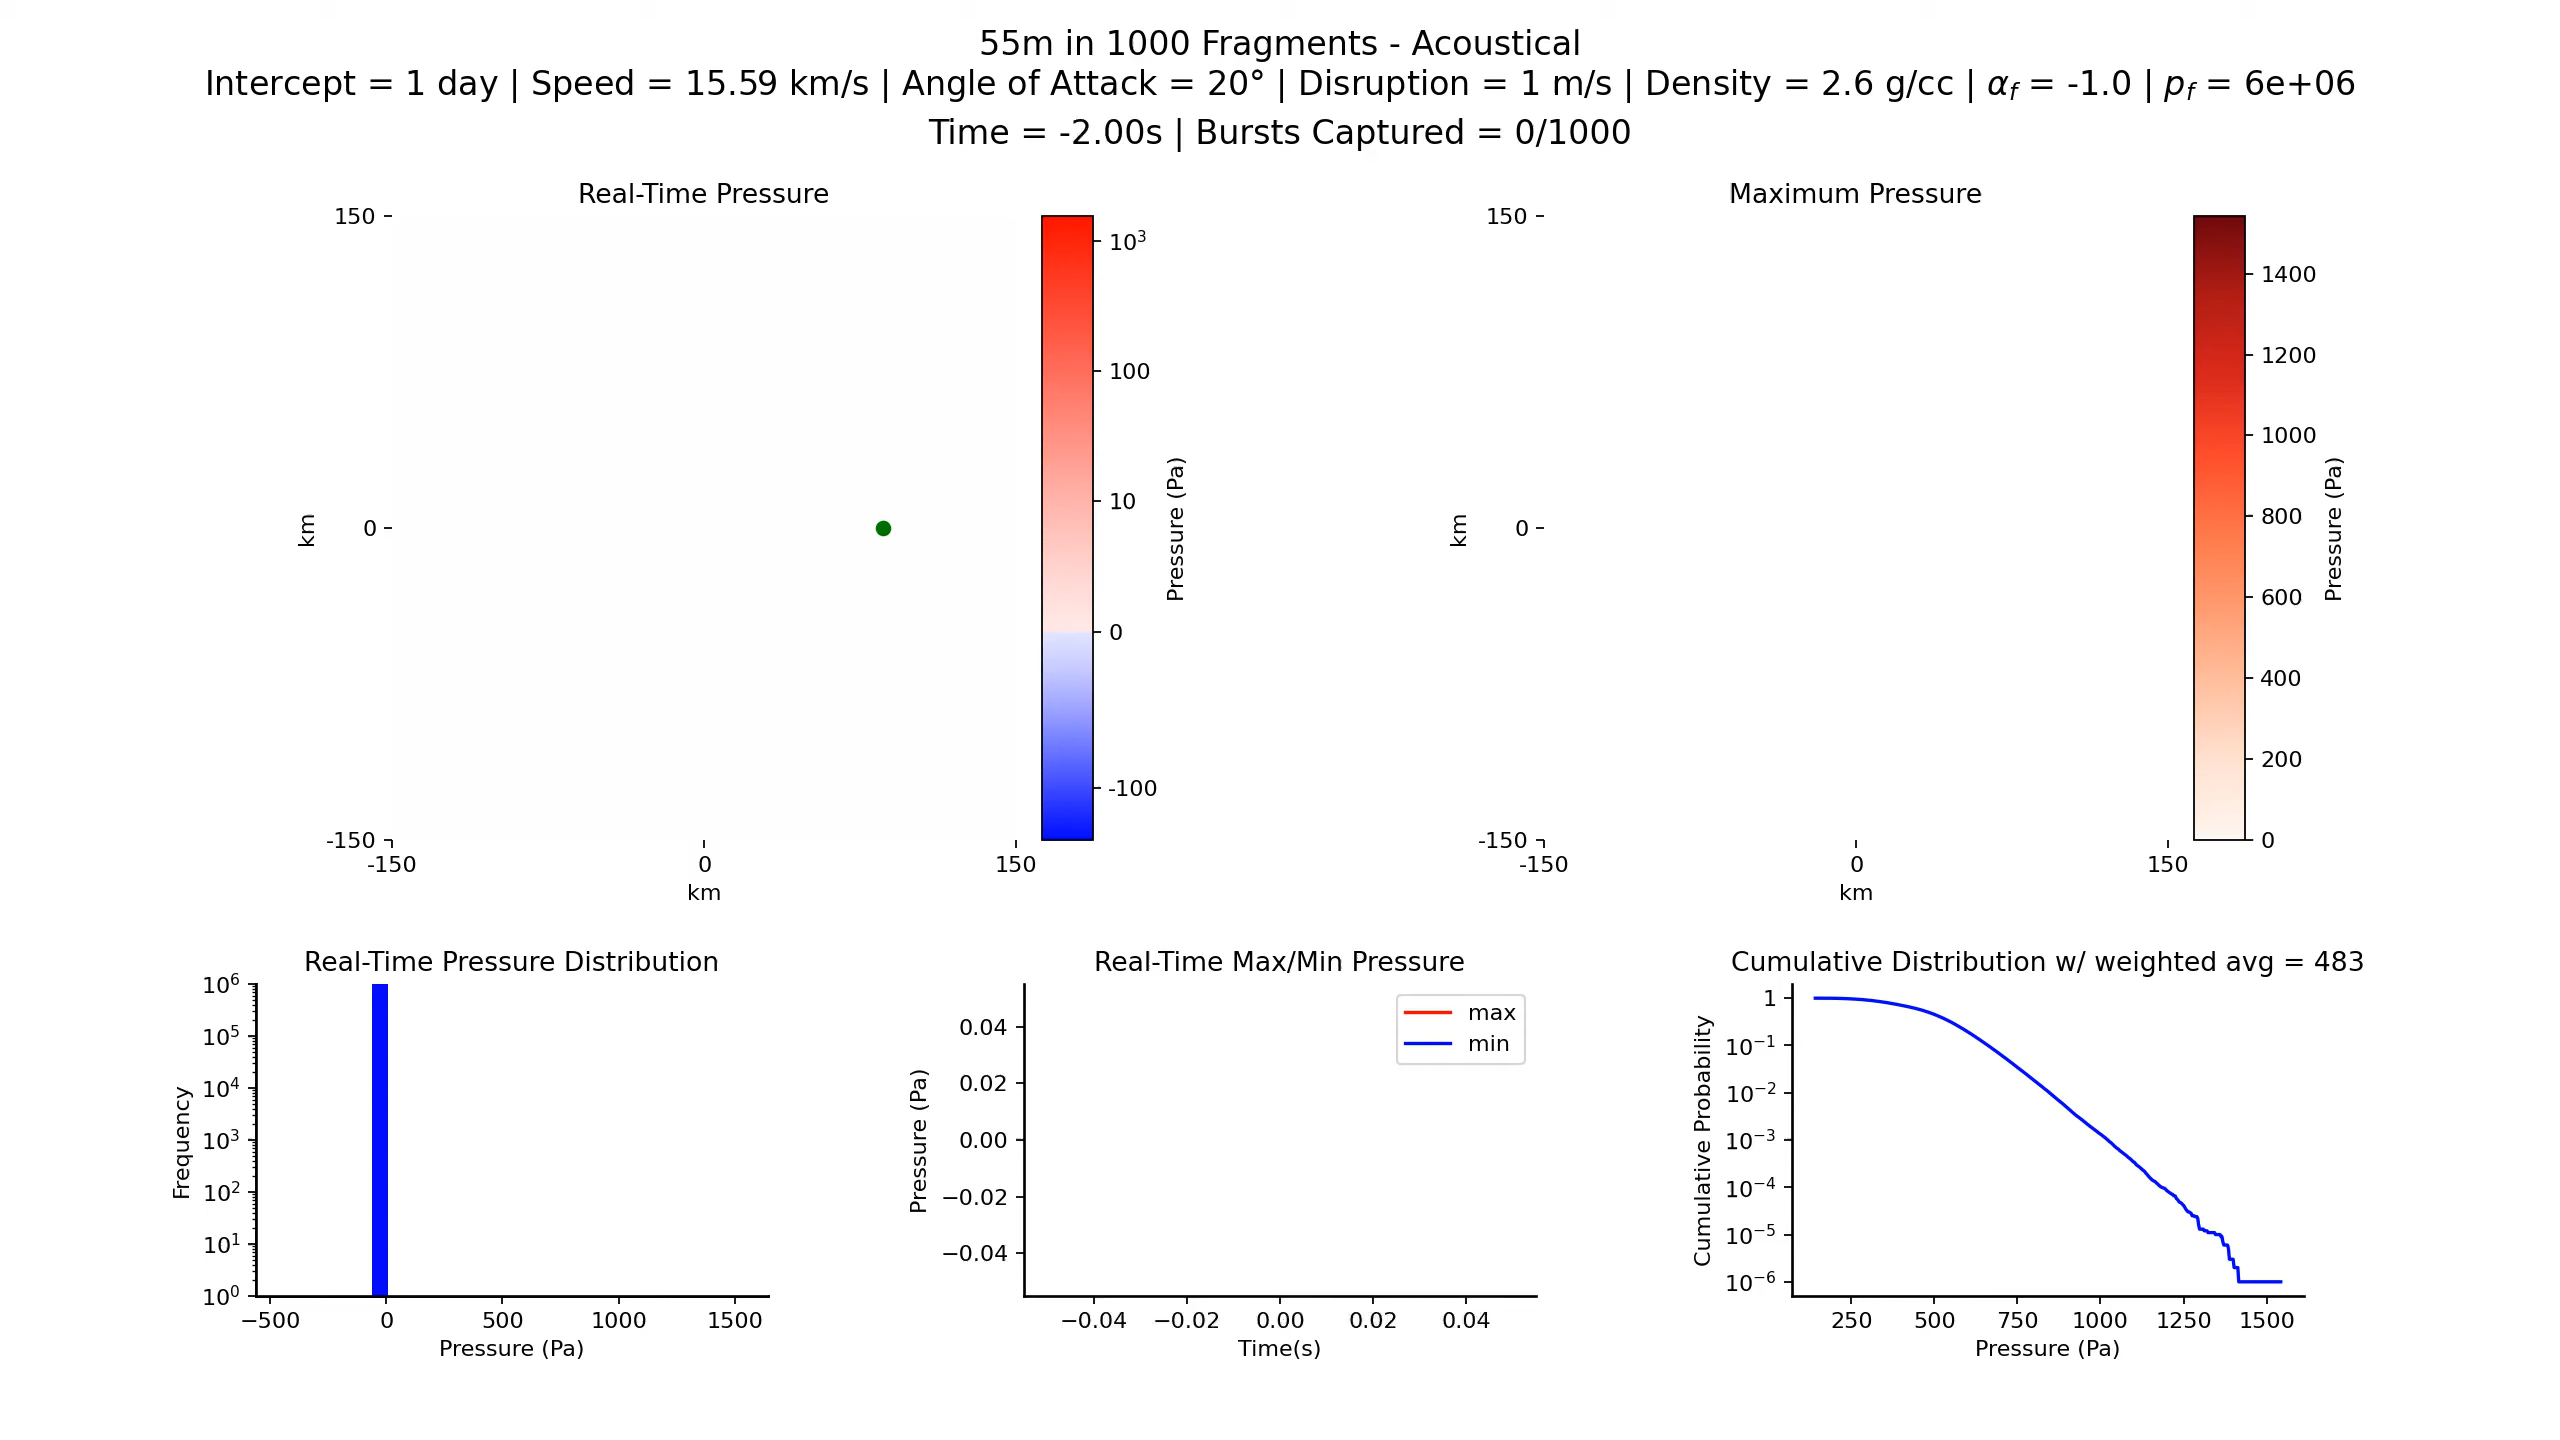 55m in 1000 Fragments - Acoustical
Intercept = 1 day | Speed = 15.59 km/s | Angle of Attack = 20° | Disruption = 1 m/s | Density = 2.6 g/cc | α_f = -1.0 | p_f = 6e+06
Time = -2.00s | Bursts Captured = 0/1000
Real-Time Pressure
150
0
-150
km
-150 0 150
km
10³
100
10
0
-100
Pressure (Pa)
Maximum Pressure
150
0
-150
km
-150 0 150
km
1400
1200
1000
800
600
400
200
0
Pressure (Pa)
Real-Time Pressure Distribution
10⁶
10⁵
10⁴
10³
10²
10¹
10⁰
Frequency
−500 0 500 1000 1500
Pressure (Pa)
Real-Time Max/Min Pressure
max
min
0.04
0.02
0.00
−0.02
−0.04
Pressure (Pa)
−0.04 −0.02 0.00 0.02 0.04
Time(s)
Cumulative Distribution w/ weighted avg = 483
1
10⁻¹
10⁻²
10⁻³
10⁻⁴
10⁻⁵
10⁻⁶
Cumulative Probability
250 500 750 1000 1250 1500
Pressure (Pa)